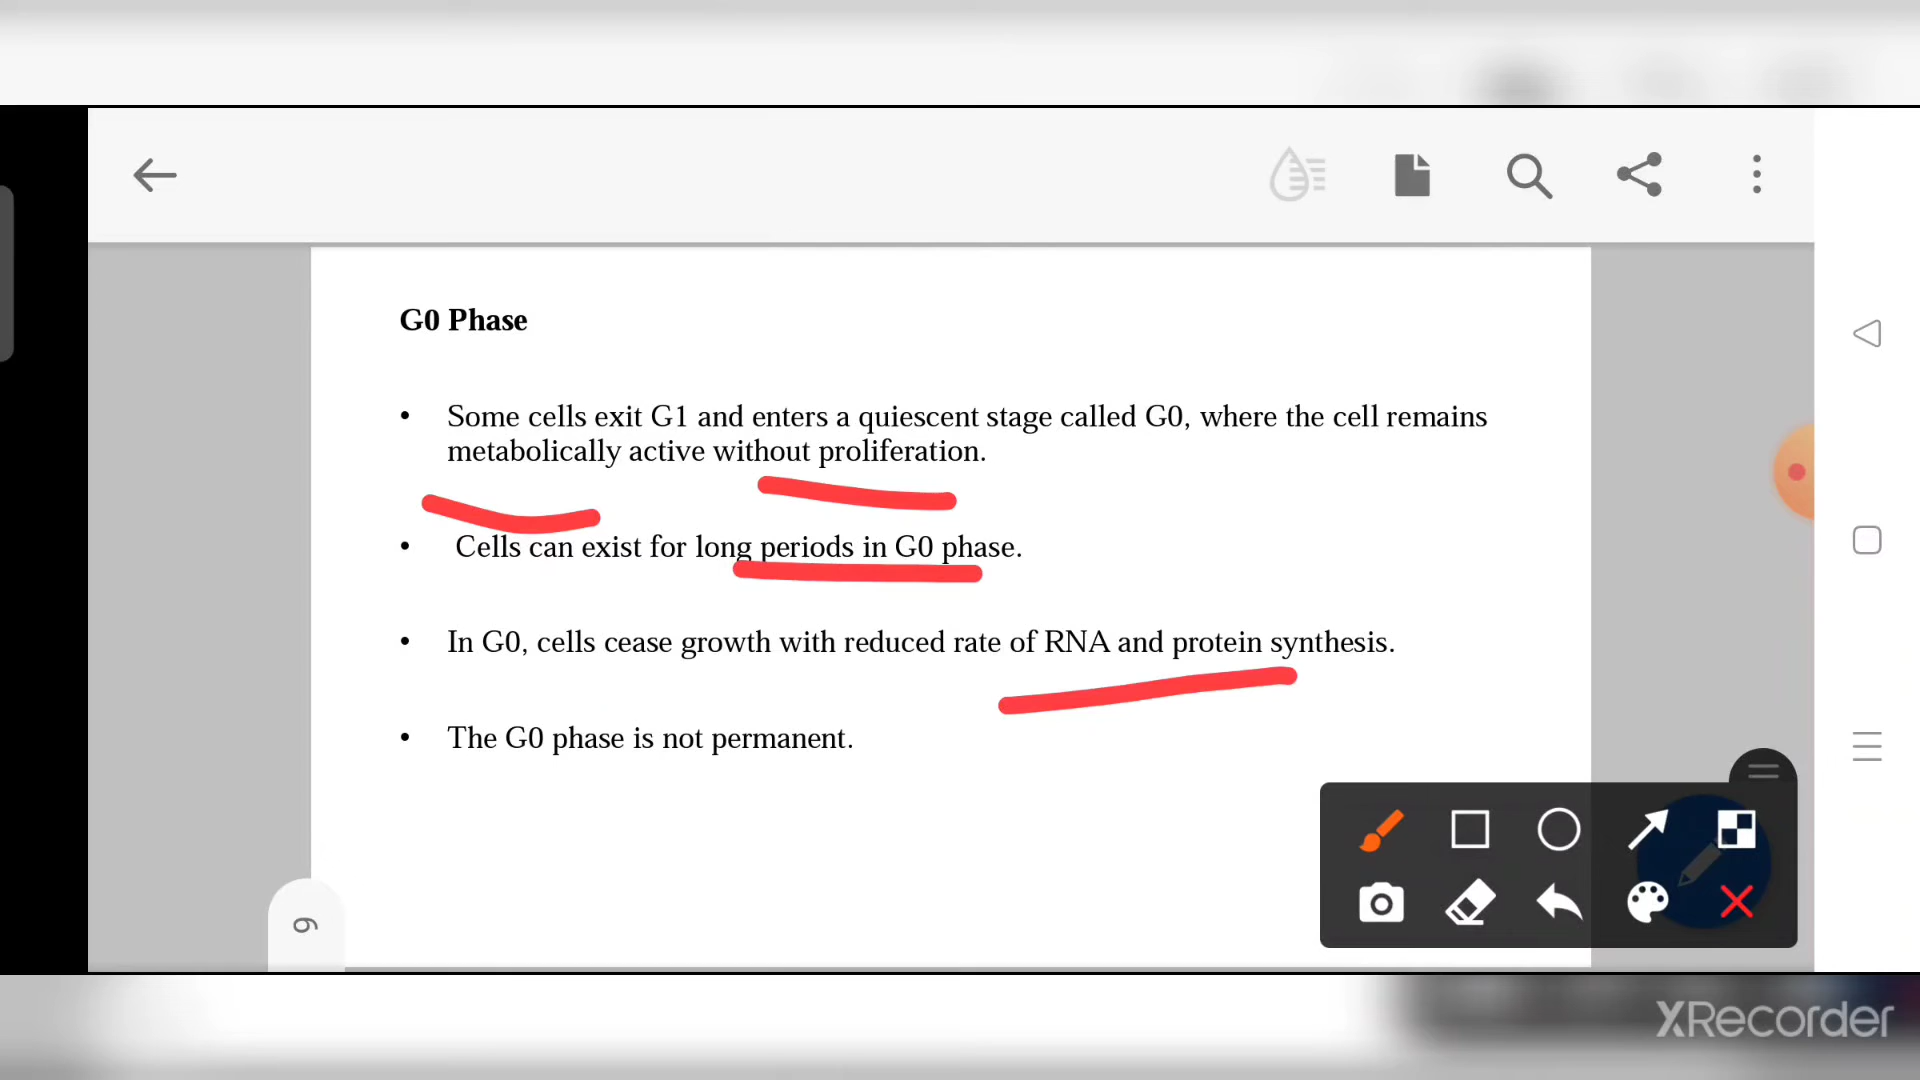 G0 Phase
• Some cells exit G1 and enters a quiescent stage called G0, where the cell remains
metabolically active without proliferation.
• Cells can exist for long periods in G0 phase.
• In G0, cells cease growth with reduced rate of RNA and protein synthesis.
• The G0 phase is not permanent.
6
XRecorder